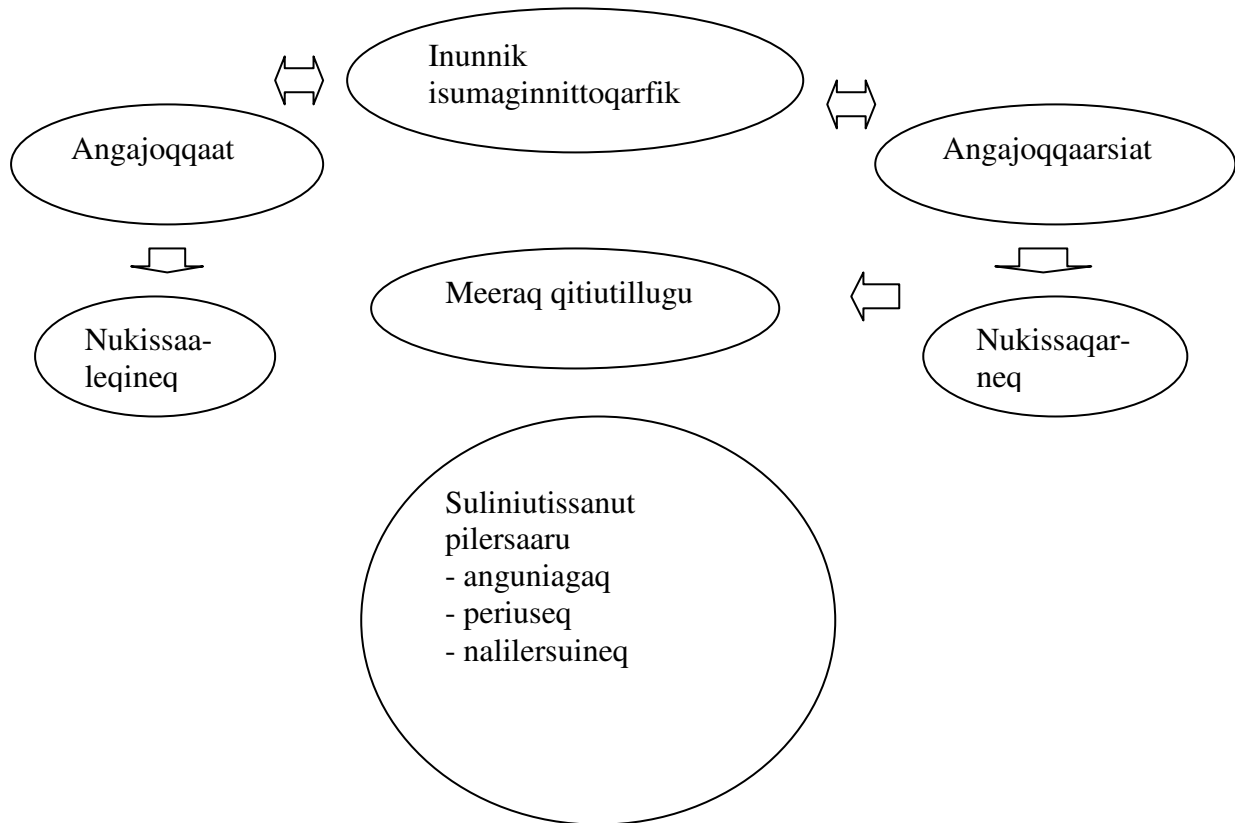 Inunnik
isumaginnittoqarfik
Angajoqqaat
Angajoqqaarsiat
Meeraq qitiutillugu
Nukissaa-
leqineq
Nukissaqar-
neq
Suliniutissanut
pilersaaru
- anguniagaq
- periuseq
- nalilersuineq